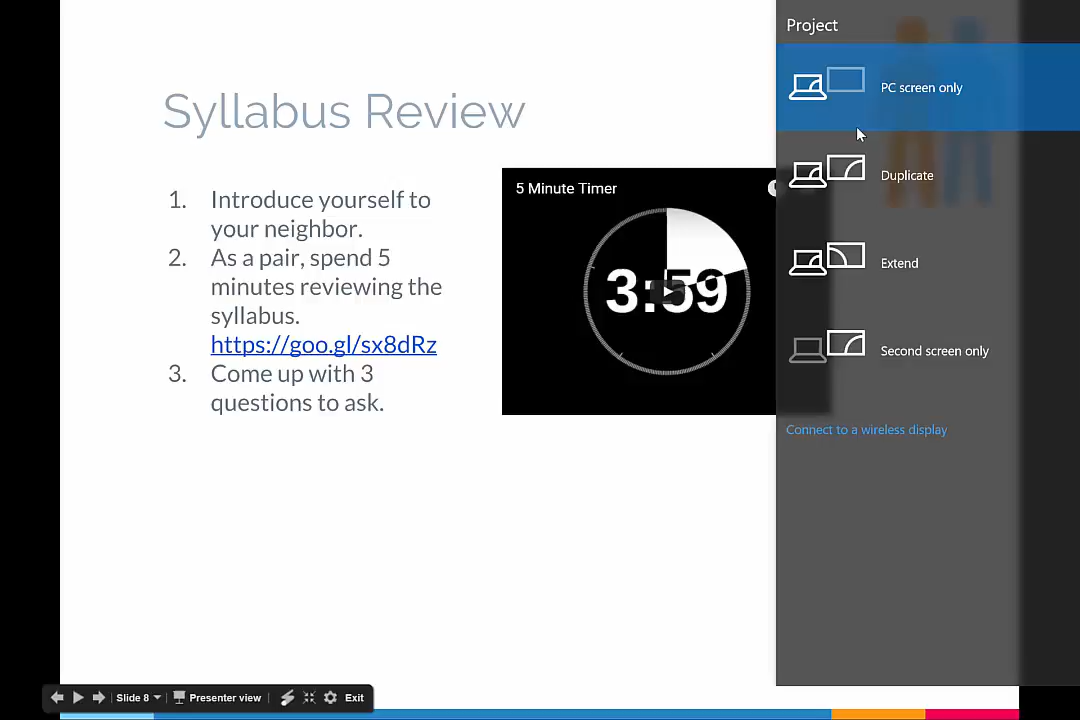 Project
PC screen only
Duplicate
Extend
Second screen only
Connect to a wireless display
Syllabus Review
1. Introduce yourself to
your neighbor.
2. As a pair, spend 5
minutes reviewing the
syllabus.
https://goo.gl/sx8dRz
3. Come up with 3
questions to ask.
5 Minute Timer
3:59
Slide 8
Presenter view
Exit